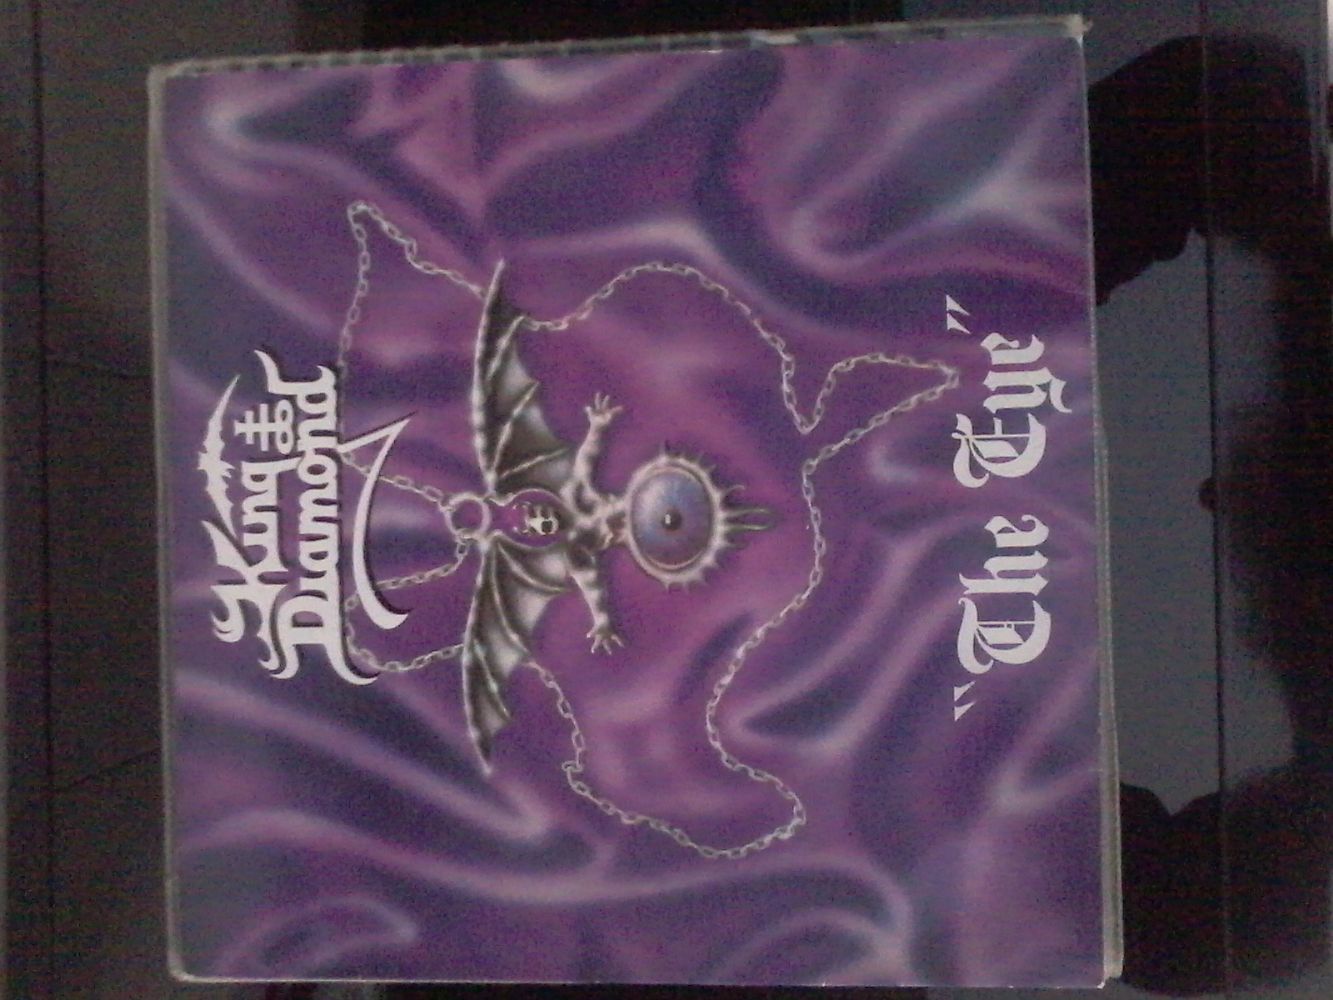 King
Diamond
"The Eye"